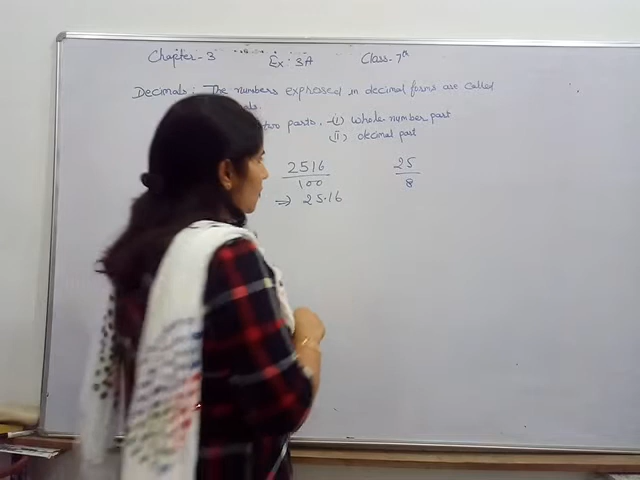 Chapter - 3 Ex: 3A Class - 7th
Decimals : The numbers expressed in decimal forms are called
two parts. - (i) Whole number part
(ii) decimal part
2516 25
100 8
⇒ 25.16